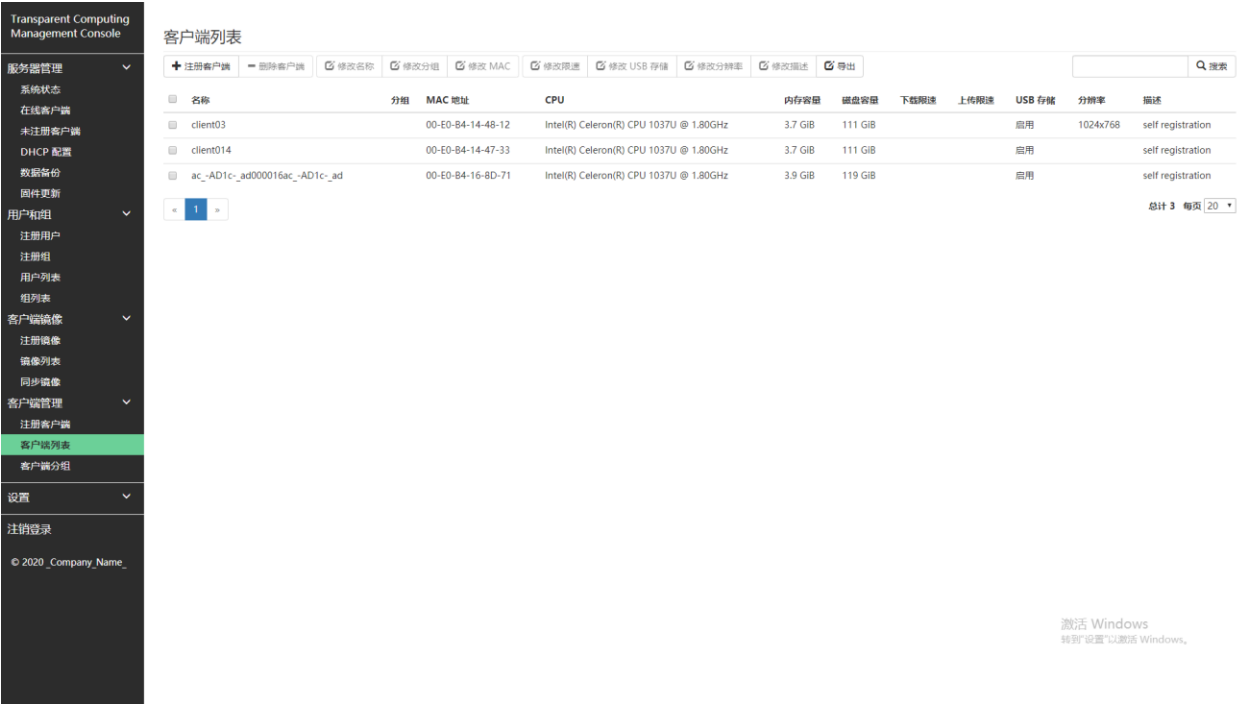 Transparent Computing
Management Console
服务器管理
系统状态
在线客户端
未注册客户端
DHCP 配置
数据备份
固件更新
用户和组
注册用户
注册组
用户列表
组列表
客户端镜像
注册镜像
镜像列表
同步镜像
客户端管理
注册客户端
客户端列表
客户端分组
设置
注销登录
© 2020 _Company_Name_
客户端列表
注册客户端 删除客户端 修改名称 修改分组 修改 MAC 修改限速 修改 USB 存储 修改分辨率 修改描述 导出 搜索
名称 分组 MAC 地址 CPU 内存容量 磁盘容量 下载限速 上传限速 USB 存储 分辨率 描述
client03 00-E0-B4-14-48-12 Intel(R) Celeron(R) CPU 1037U @ 1.80GHz 3.7 GiB 111 GiB 启用 1024x768 self registration
client014 00-E0-B4-14-47-33 Intel(R) Celeron(R) CPU 1037U @ 1.80GHz 3.7 GiB 111 GiB 启用 self registration
ac_-AD1c-_ad000016ac_-AD1c-_ad 00-E0-B4-16-8D-71 Intel(R) Celeron(R) CPU 1037U @ 1.80GHz 3.9 GiB 119 GiB 启用 self registration
« 1 » 总计 3 每页 20
激活 Windows
转到"设置"以激活 Windows。